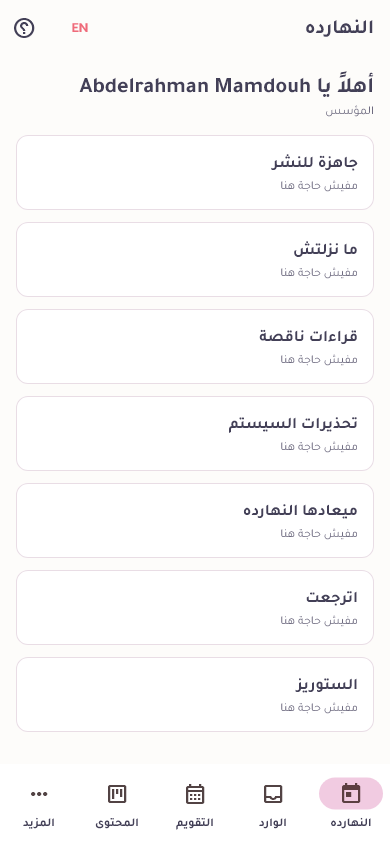 النهارده
EN
أهلاً يا Abdelrahman Mamdouh
المؤسس
جاهزة للنشر
مفيش حاجة هنا
ما نزلتش
مفيش حاجة هنا
قراءات ناقصة
مفيش حاجة هنا
تحذيرات السيستم
مفيش حاجة هنا
ميعادها النهارده
مفيش حاجة هنا
اترجعت
مفيش حاجة هنا
الستوريز
مفيش حاجة هنا
النهارده
الوارد
التقويم
المحتوى
المزيد